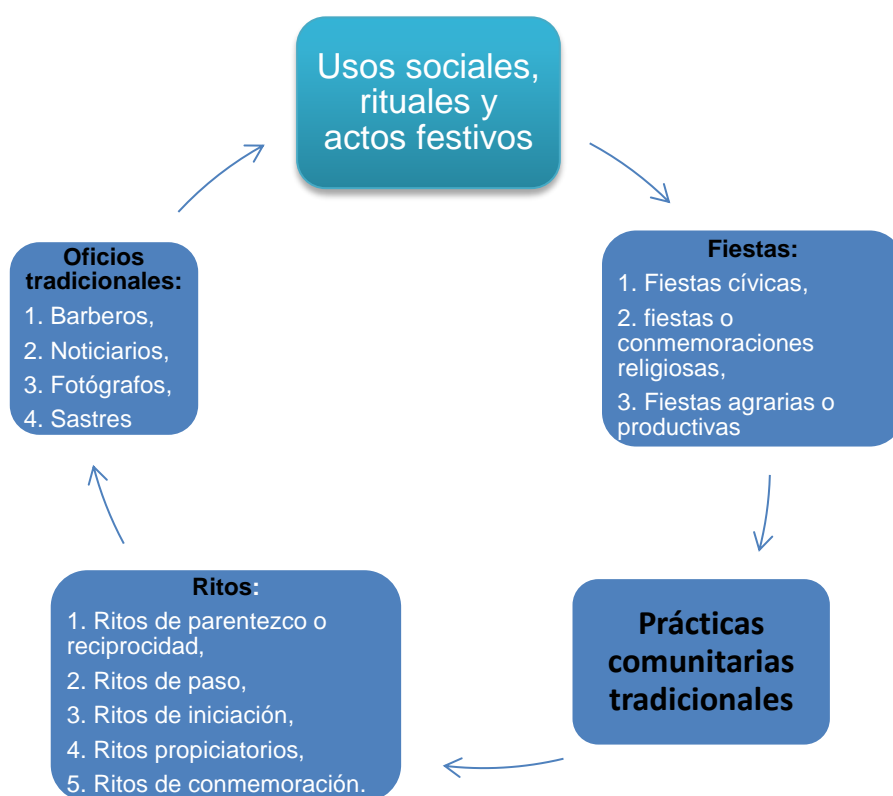 Usos sociales,
rituales y
actos festivos
Fiestas:
1. Fiestas cívicas,
2. fiestas o
conmemoraciones
religiosas,
3. Fiestas agrarias o
productivas
Prácticas
comunitarias
tradicionales
Ritos:
1. Ritos de parentezco o
reciprocidad,
2. Ritos de paso,
3. Ritos de iniciación,
4. Ritos propiciatorios,
5. Ritos de conmemoración.
Oficios
tradicionales:
1. Barberos,
2. Noticiarios,
3. Fotógrafos,
4. Sastres